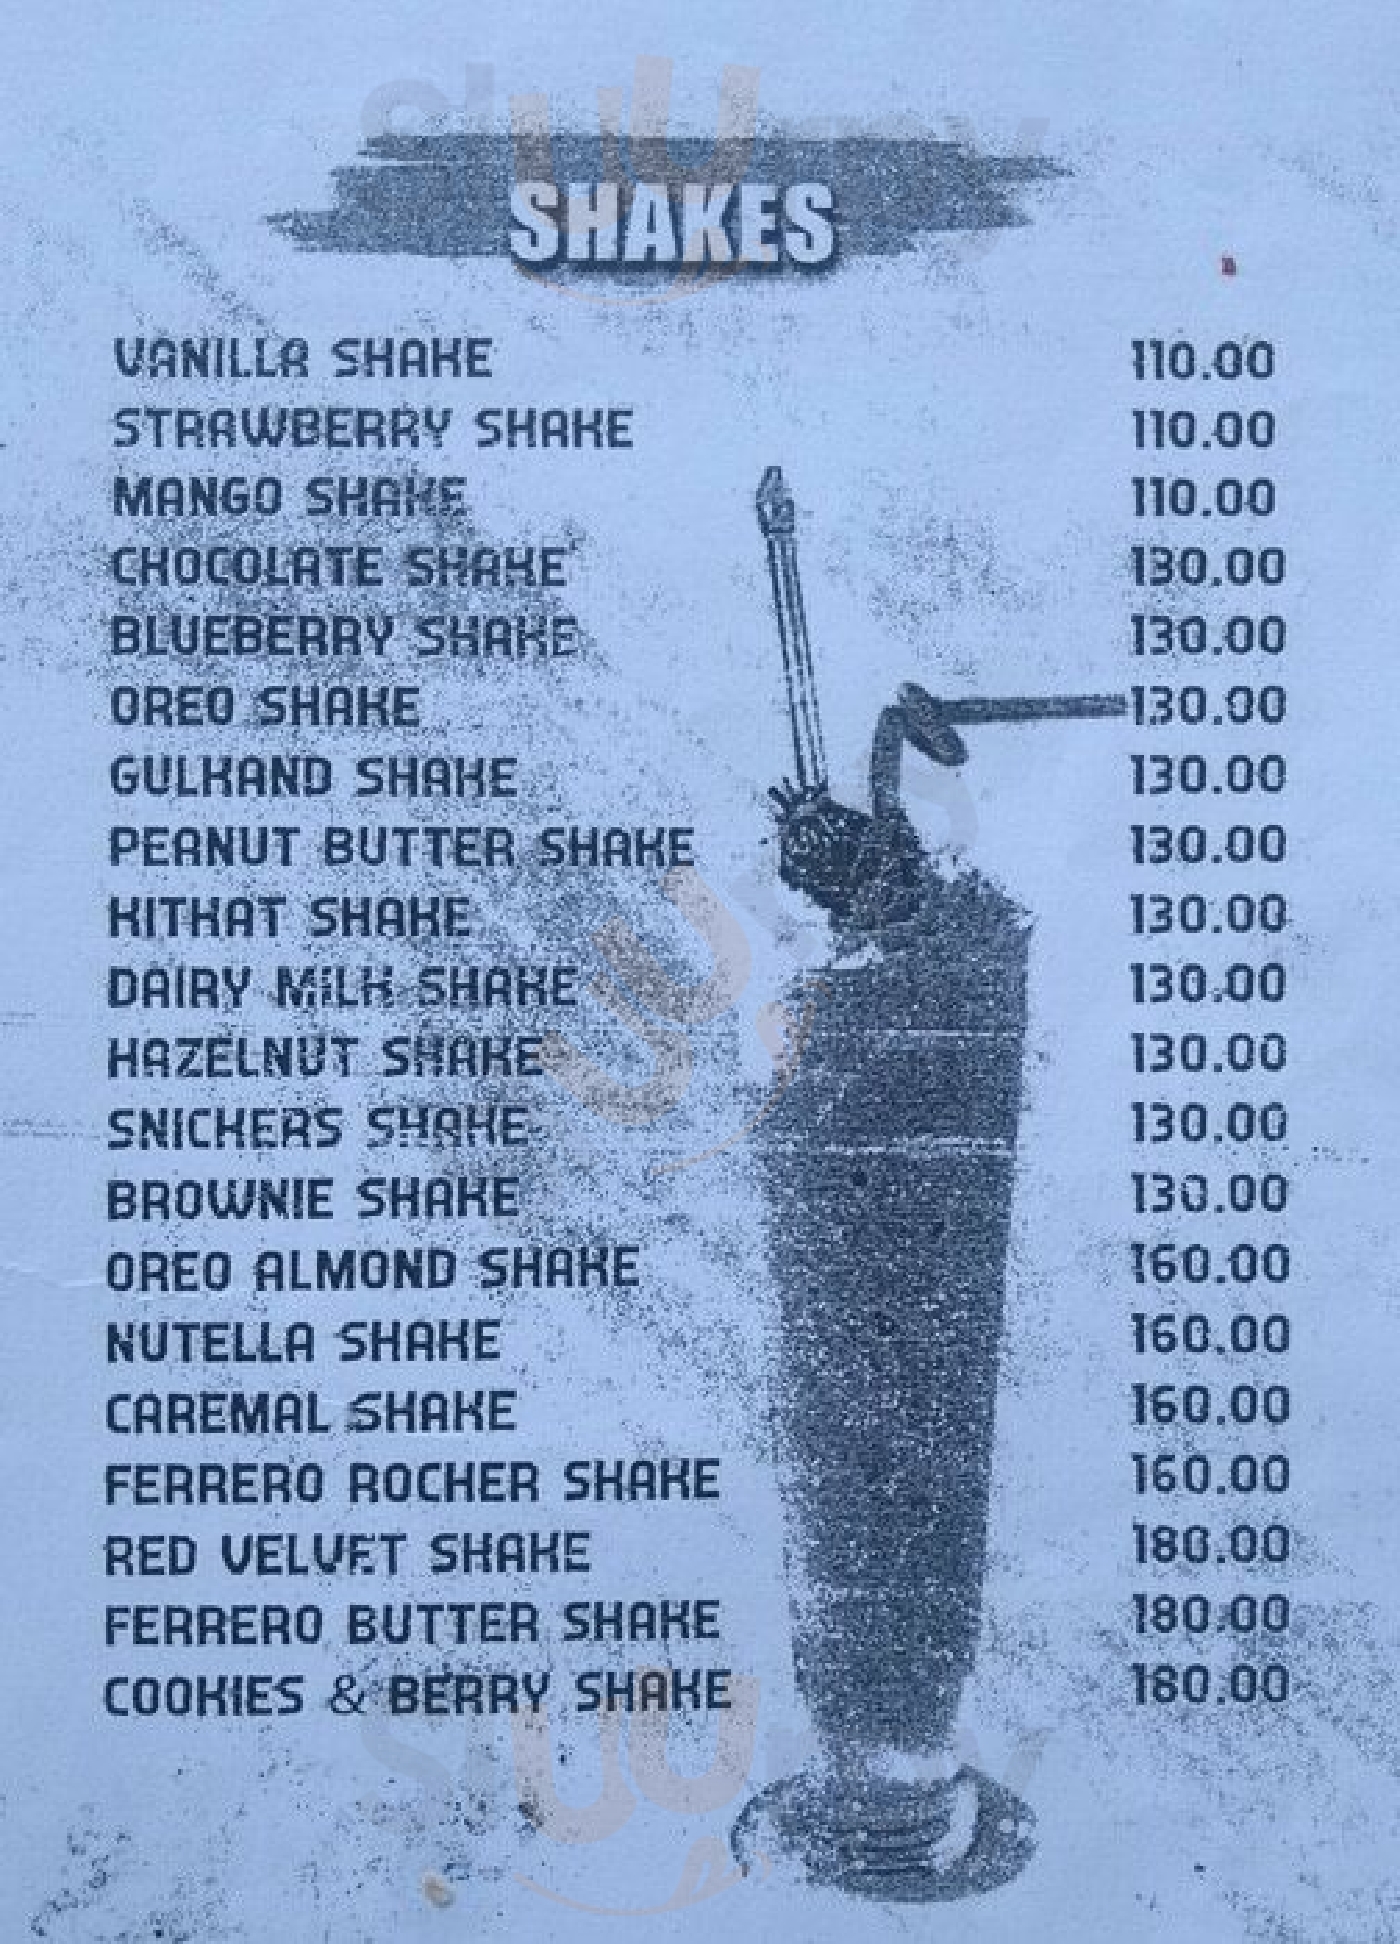 SHAKES
VANILLA SHAKE 110.00
STRAWBERRY SHAKE 110.00
MANGO SHAKE 110.00
CHOCOLATE SHAKE 130.00
BLUEBERRY SHAKE 130.00
OREO SHAKE 130.00
GULKAND SHAKE 130.00
PEANUT BUTTER SHAKE 130.00
KITKAT SHAKE 130.00
DAIRY MILK SHAKE 130.00
HAZELNUT SHAKE 130.00
SNICKERS SHAKE 130.00
BROWNIE SHAKE 130.00
OREO ALMOND SHAKE 160.00
NUTELLA SHAKE 160.00
CAREMAL SHAKE 160.00
FERRERO ROCHER SHAKE 160.00
RED VELVET SHAKE 180.00
FERRERO BUTTER SHAKE 180.00
COOKIES & BERRY SHAKE 180.00